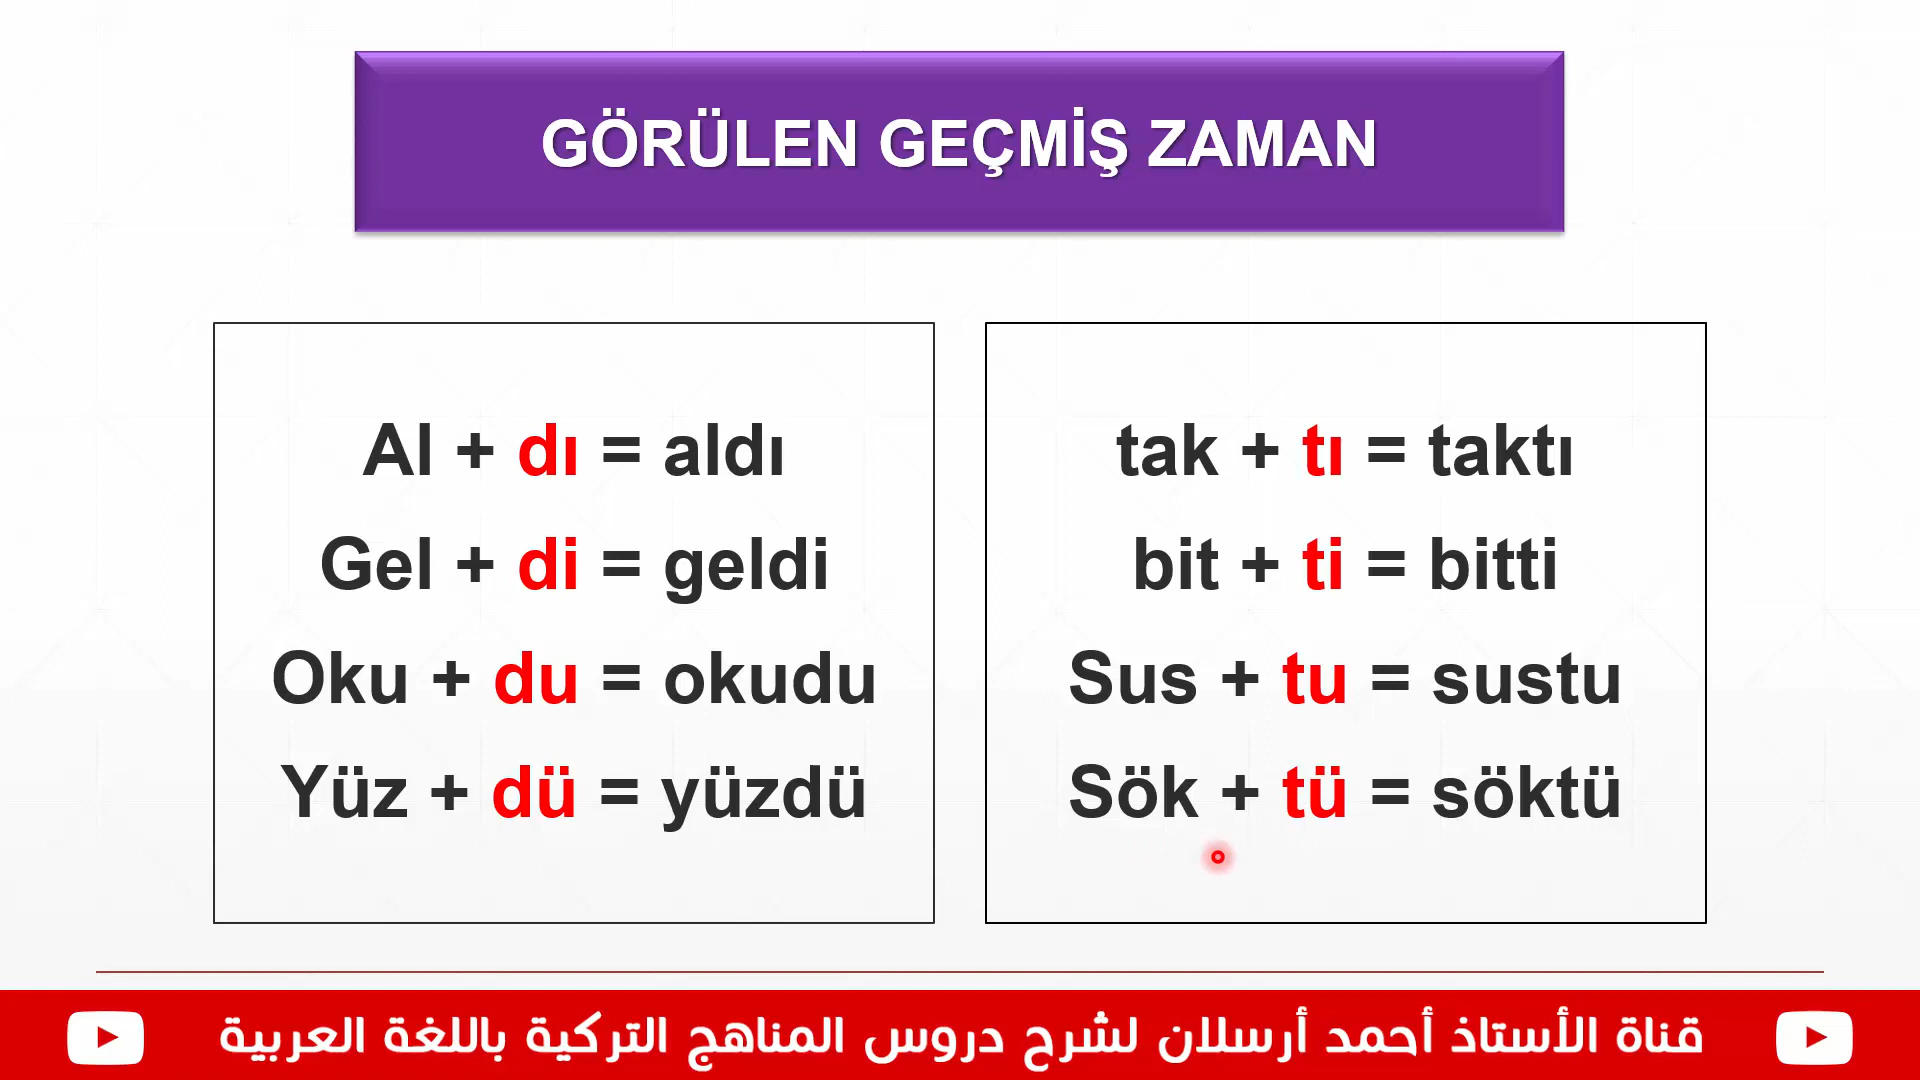 GÖRÜLEN GEÇMİŞ ZAMAN
Al + dı = aldı
Gel + di = geldi
Oku + du = okudu
Yüz + dü = yüzdü
tak + tı = taktı
bit + ti = bitti
Sus + tu = sustu
Sök + tü = söktü
قناة الأستاذ أحمد أرسلان لشرح دروس المناهج التركية باللغة العربية